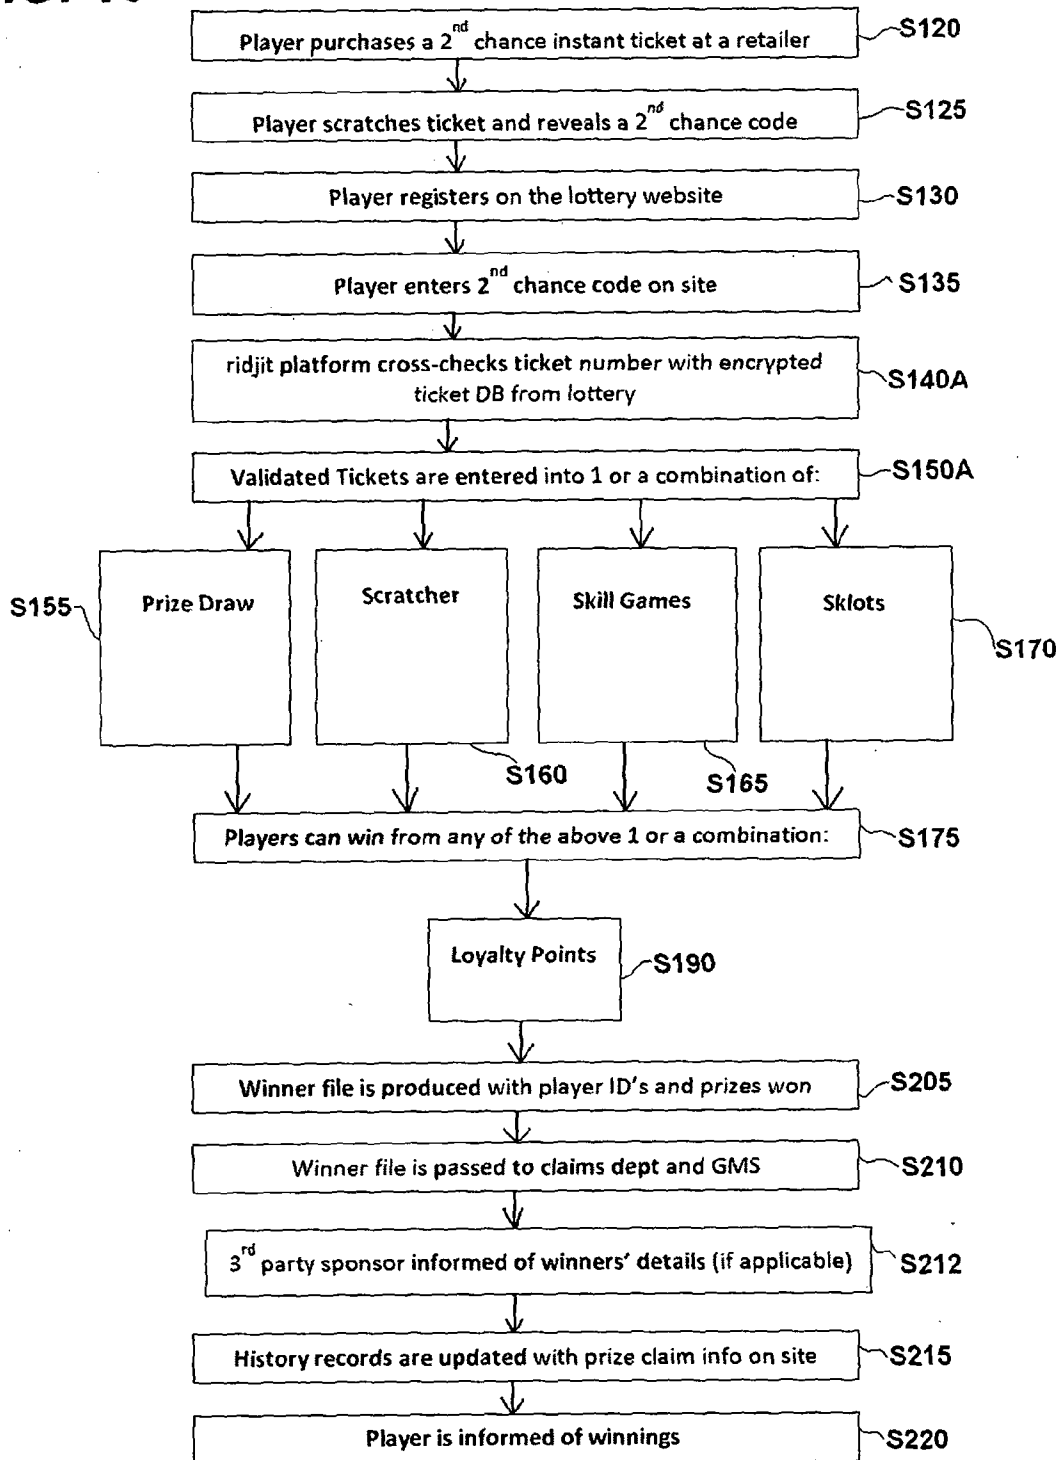 Player purchases a 2nd chance instant ticket at a retailer
S120
Player scratches ticket and reveals a 2nd chance code
S125
Player registers on the lottery website
S130
Player enters 2nd chance code on site
S135
ridjit platform cross-checks ticket number with encrypted
ticket DB from lottery
S140A
Validated Tickets are entered into 1 or a combination of:
S150A
S155
Prize Draw
Scratcher
Skill Games
Sklots
S170
S160
S165
Players can win from any of the above 1 or a combination:
S175
Loyalty Points
S190
Winner file is produced with player ID's and prizes won
S205
Winner file is passed to claims dept and GMS
S210
3rd party sponsor informed of winners' details (if applicable)
S212
History records are updated with prize claim info on site
S215
Player is informed of winnings
S220